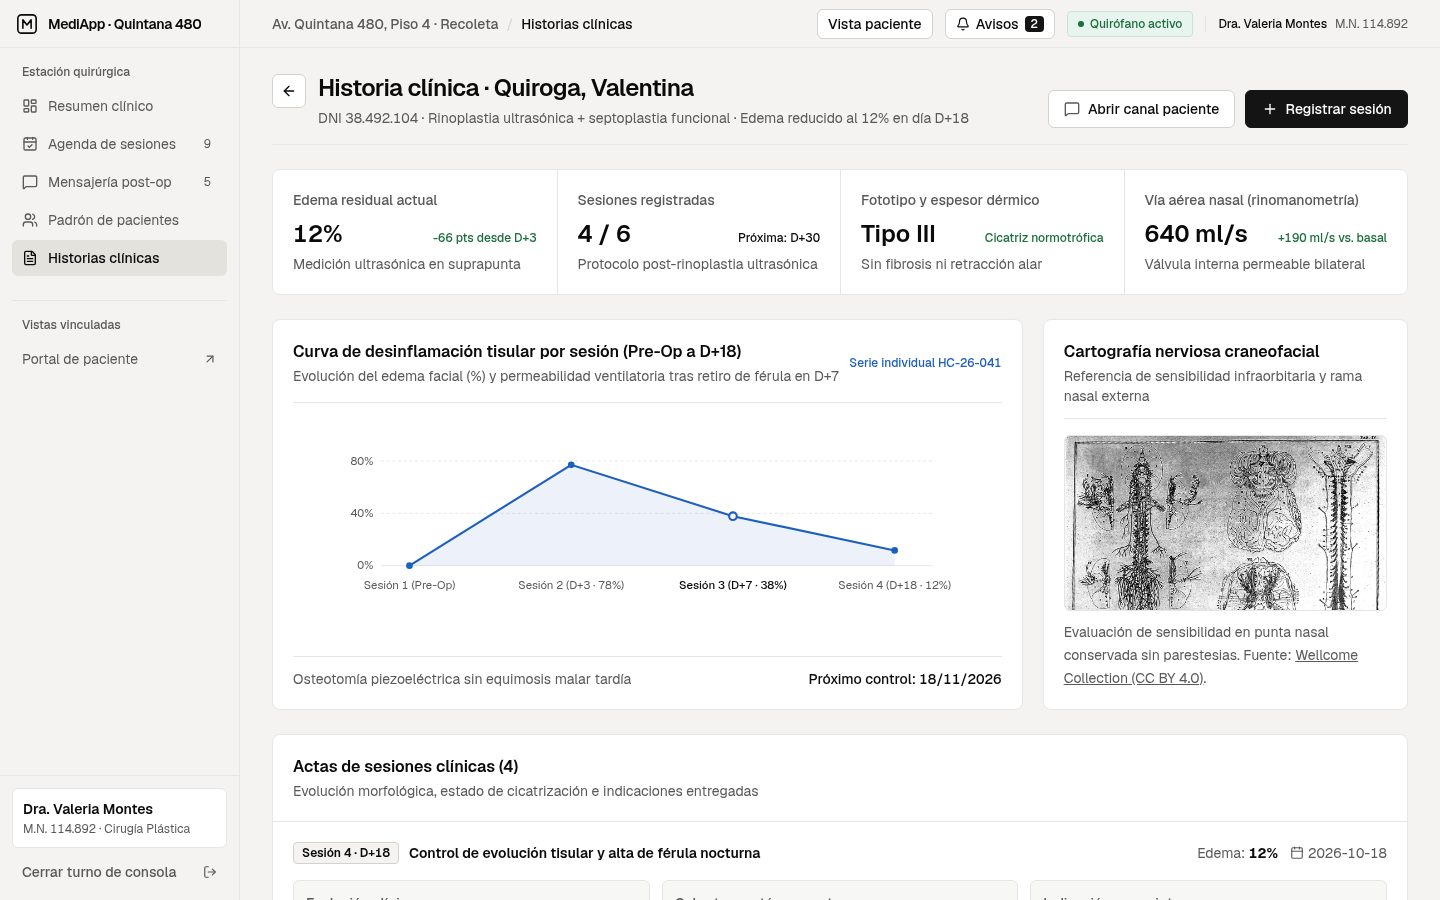 MediApp · Quintana 480
Av. Quintana 480, Piso 4 · Recoleta / Historias clínicas
Vista paciente
Avisos 2
Quirófano activo
Dra. Valeria Montes M.N. 114.892
Estación quirúrgica
Resumen clínico
Agenda de sesiones 9
Mensajería post-op 5
Padrón de pacientes
Historias clínicas
Vistas vinculadas
Portal de paciente
Dra. Valeria Montes
M.N. 114.892 · Cirugía Plástica
Cerrar turno de consola
Historia clínica · Quiroga, Valentina
DNI 38.492.104 · Rinoplastia ultrasónica + septoplastia funcional · Edema reducido al 12% en día D+18
Abrir canal paciente
Registrar sesión
Edema residual actual
12% -66 pts desde D+3
Medición ultrasónica en suprapunta
Sesiones registradas
4 / 6 Próxima: D+30
Protocolo post-rinoplastia ultrasónica
Fototipo y espesor dérmico
Tipo III Cicatriz normotrófica
Sin fibrosis ni retracción alar
Vía aérea nasal (rinomanometría)
640 ml/s +190 ml/s vs. basal
Válvula interna permeable bilateral
Curva de desinflamación tisular por sesión (Pre-Op a D+18)
Evolución del edema facial (%) y permeabilidad ventilatoria tras retiro de férula en D+7
Serie individual HC-26-041
80%
40%
0%
Sesión 1 (Pre-Op)
Sesión 2 (D+3 · 78%)
Sesión 3 (D+7 · 38%)
Sesión 4 (D+18 · 12%)
Osteotomía piezoeléctrica sin equimosis malar tardía
Próximo control: 18/11/2026
Cartografía nerviosa craneofacial
Referencia de sensibilidad infraorbitaria y rama
nasal externa
Evaluación de sensibilidad en punta nasal
conservada sin parestesias. Fuente: Wellcome
Collection (CC BY 4.0).
Actas de sesiones clínicas (4)
Evolución morfológica, estado de cicatrización e indicaciones entregadas
Sesión 4 · D+18
Control de evolución tisular y alta de férula nocturna
Edema: 12%
2026-10-18